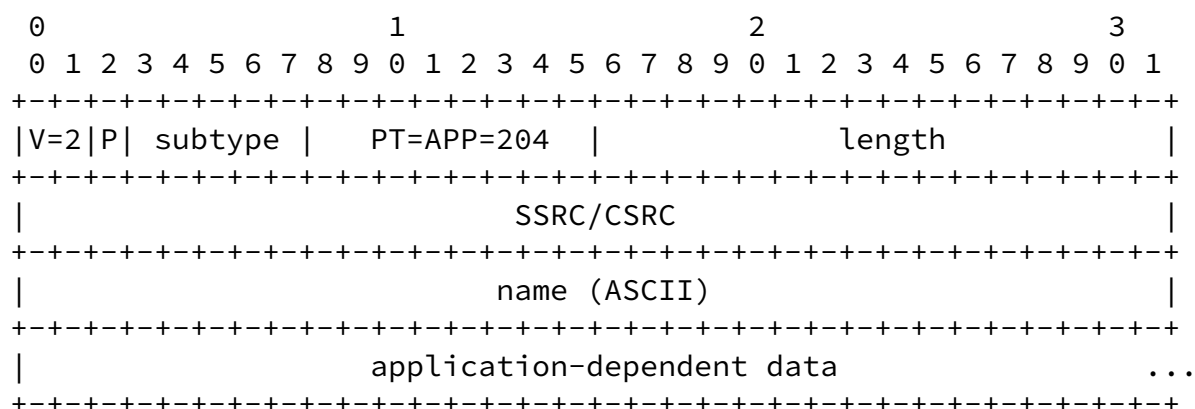 0                   1                   2                   3
 0 1 2 3 4 5 6 7 8 9 0 1 2 3 4 5 6 7 8 9 0 1 2 3 4 5 6 7 8 9 0 1
+-+-+-+-+-+-+-+-+-+-+-+-+-+-+-+-+-+-+-+-+-+-+-+-+-+-+-+-+-+-+-+-+
|V=2|P| subtype |   PT=APP=204  |             length            |
+-+-+-+-+-+-+-+-+-+-+-+-+-+-+-+-+-+-+-+-+-+-+-+-+-+-+-+-+-+-+-+-+
|                           SSRC/CSRC                           |
+-+-+-+-+-+-+-+-+-+-+-+-+-+-+-+-+-+-+-+-+-+-+-+-+-+-+-+-+-+-+-+-+
|                          name (ASCII)                         |
+-+-+-+-+-+-+-+-+-+-+-+-+-+-+-+-+-+-+-+-+-+-+-+-+-+-+-+-+-+-+-+-+
|                   application-dependent data                 ...
+-+-+-+-+-+-+-+-+-+-+-+-+-+-+-+-+-+-+-+-+-+-+-+-+-+-+-+-+-+-+-+-+